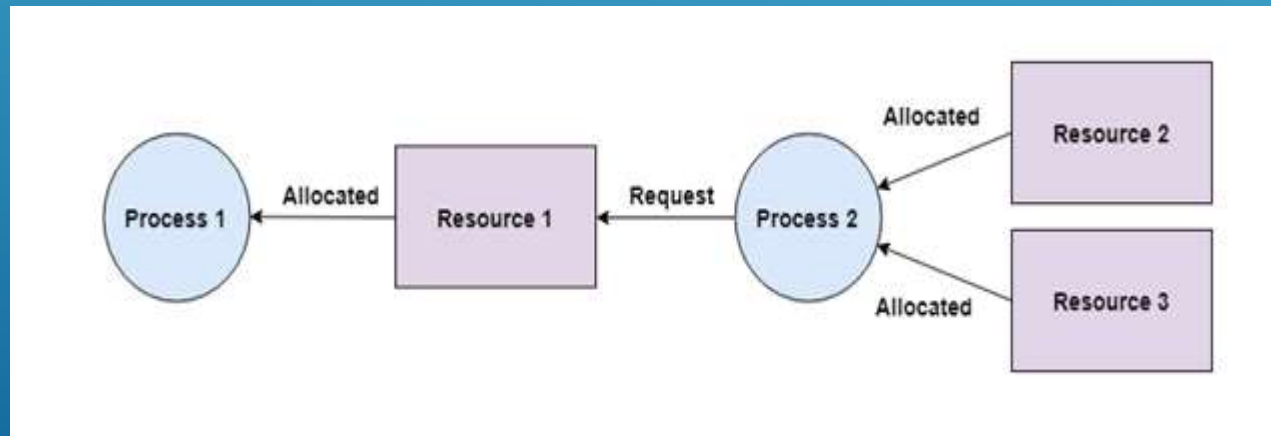 Allocated
Resource 2
Process 1
Allocated
Resource 1
Request
Process 2
Allocated
Resource 3